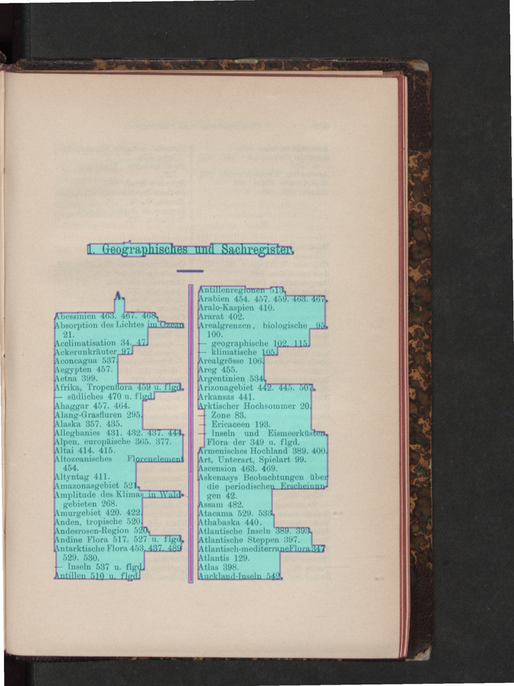 I. Geographisches und Sachregister.
A.
Abessinien 463. 467. 468.
Absorption des Lichtes im Ozean
21.
Acclimatisation 34. 47.
Ackerunkräuter 97.
Aconcagua 537.
Aegypten 457.
Aetna 399.
Afrika, Tropenflora 459 u. flgd.
— südliches 470 u. flgd.
Ahaggar 457. 464.
Alang-Grasfluren 295.
Alaska 357. 435.
Alleghanies 431. 432. 437. 444.
Alpen, europäische 365. 377.
Altai 414. 415.
Altozeanisches Florenelement
454.
Altyntag 411.
Amazonasgebiet 521.
Amplitude des Klimas in Wald-
gebieten 268.
Amurgebiet 420. 422.
Anden, tropische 520.
Andesrosen-Region 520.
Andine Flora 517. 527 u. flgd.
Antarktische Flora 453. 437. 489.
529. 530.
— Inseln 537 u. flgd.
Antillen 510 u. flgd.
Antillenregionen 513.
Arabien 454. 457. 459. 463. 467.
Aralo-Kaspien 410.
Ararat 402.
Arealgrenzen, biologische 93.
100.
— geographische 102. 115.
— klimatische 105.
Arealgrösse 106.
Areg 455.
Argentinien 534.
Arizonagebiet 442. 445. 507.
Arkansas 441.
Arktischer Hochsommer 20.
— Zone 83.
— Ericaceen 193.
— Inseln und Eismeerküsten,
Flora der 349 u. flgd.
Armenisches Hochland 389. 400.
Art, Unterart, Spielart 99.
Ascension 463. 469.
Askenasys Beobachtungen über
die periodischen Erscheinun-
gen 42.
Assam 482.
Atacama 529. 533.
Athabaska 440.
Atlantische Inseln 389. 393.
Atlantische Steppen 397.
Atlantisch-mediterrane Flora 347.
Atlantis 129.
Atlas 398.
Auckland-Inseln 542.